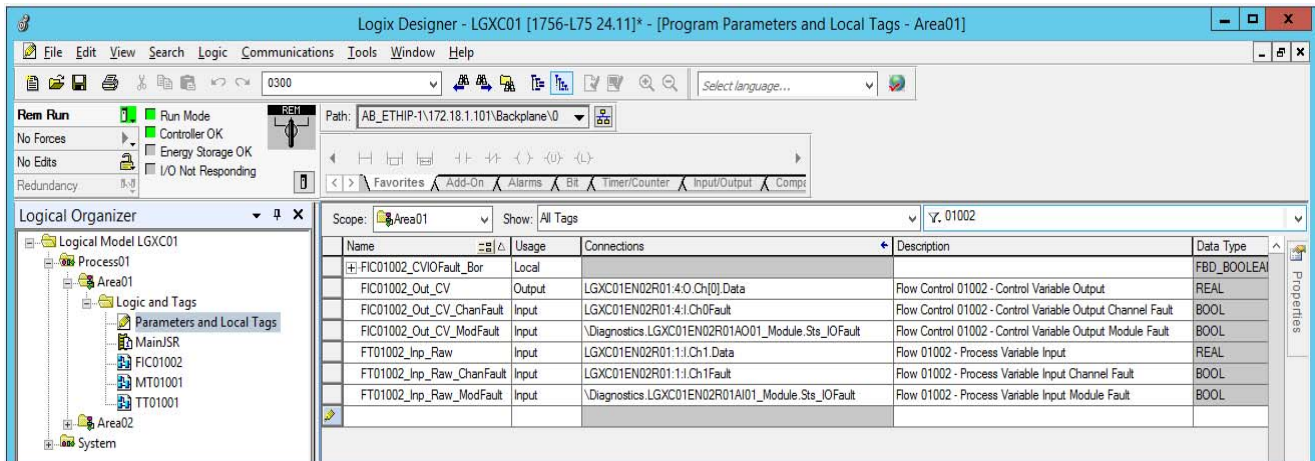 Logix Designer - LGXC01 [1756-L75 24.11]* - [Program Parameters and Local Tags - Area01]
File Edit View Search Logic Communications Tools Window Help
0300 Select language...
Rem Run Run Mode REM Path: AB_ETHIP-1\172.18.1.101\Backplane\0
No Forces Controller OK
No Edits Energy Storage OK
Redundancy I/O Not Responding
Favorites Add-On Alarms Bit Timer/Counter Input/Output Compa
Logical Organizer Scope: Area01 Show: All Tags 01002
Logical Model LGXC01
Process01
Area01
Logic and Tags
Parameters and Local Tags
MainJSR
FIC01002
MT01001
TT01001
Area02
System
Name Usage Connections Description Data Type
FIC01002_CVIOFault_Bor Local FBD_BOOLEAN
FIC01002_Out_CV Output LGXC01EN02R01:4:O.Ch[0].Data Flow Control 01002 - Control Variable Output REAL
FIC01002_Out_CV_ChanFault Input LGXC01EN02R01:4:I.Ch0Fault Flow Control 01002 - Control Variable Output Channel Fault BOOL
FIC01002_Out_CV_ModFault Input \Diagnostics.LGXC01EN02R01AO01_Module.Sts_IOFault Flow Control 01002 - Control Variable Output Module Fault BOOL
FT01002_Inp_Raw Input LGXC01EN02R01:1:I.Ch1.Data Flow 01002 - Process Variable Input REAL
FT01002_Inp_Raw_ChanFault Input LGXC01EN02R01:1:I.Ch1Fault Flow 01002 - Process Variable Input Channel Fault BOOL
FT01002_Inp_Raw_ModFault Input \Diagnostics.LGXC01EN02R01AI01_Module.Sts_IOFault Flow 01002 - Process Variable Input Module Fault BOOL
Properties